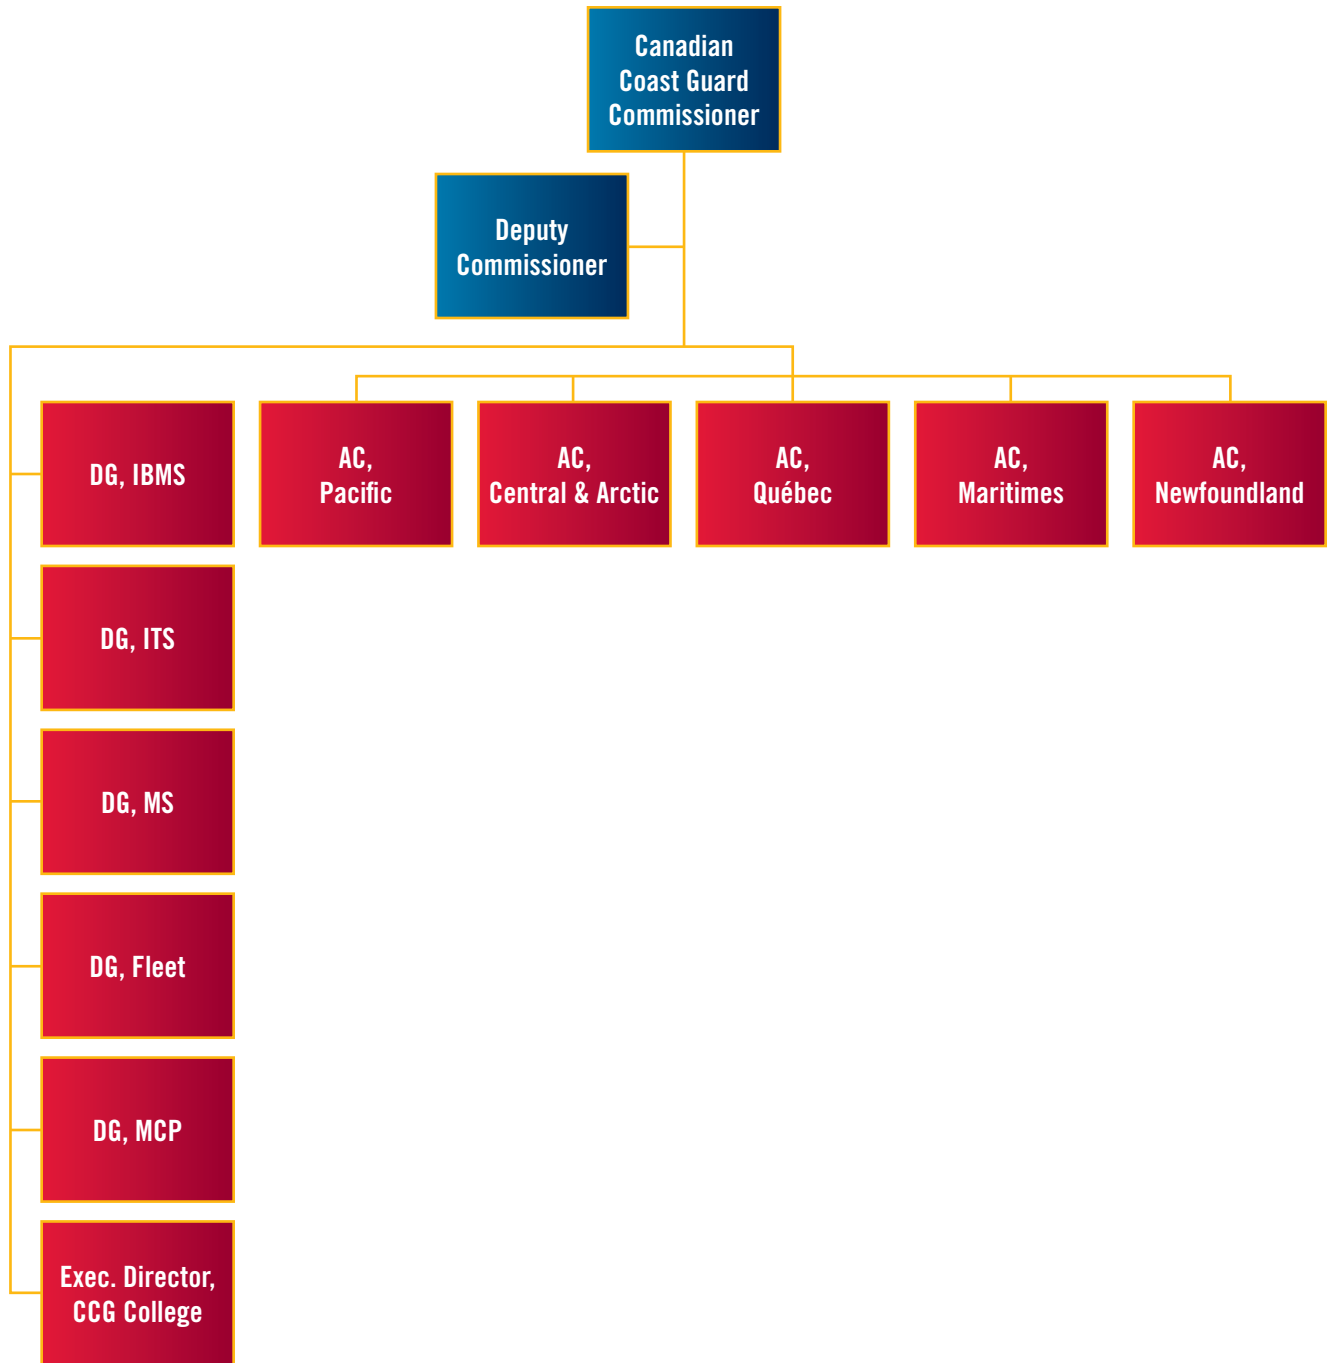 Canadian
Coast Guard
Commissioner
Deputy
Commissioner
DG, IBMS
AC,
Pacific
AC,
Central & Arctic
AC,
Québec
AC,
Maritimes
AC,
Newfoundland
DG, ITS
DG, MS
DG, Fleet
DG, MCP
Exec. Director,
CCG College